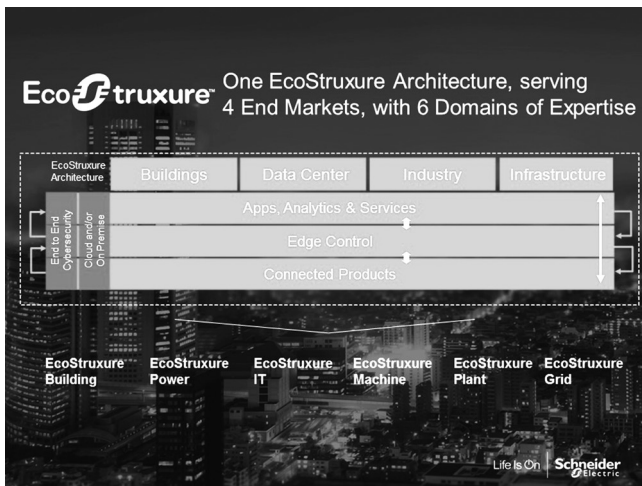 EcoStruxure™
One EcoStruxure Architecture, serving
4 End Markets, with 6 Domains of Expertise
EcoStruxure
Architecture
Buildings
Data Center
Industry
Infrastructure
End to End
Cybersecurity
Cloud and/or
On Premise
Apps, Analytics & Services
Edge Control
Connected Products
EcoStruxure
Building
EcoStruxure
Power
EcoStruxure
IT
EcoStruxure
Machine
EcoStruxure
Plant
EcoStruxure
Grid
Life Is On
Schneider
Electric